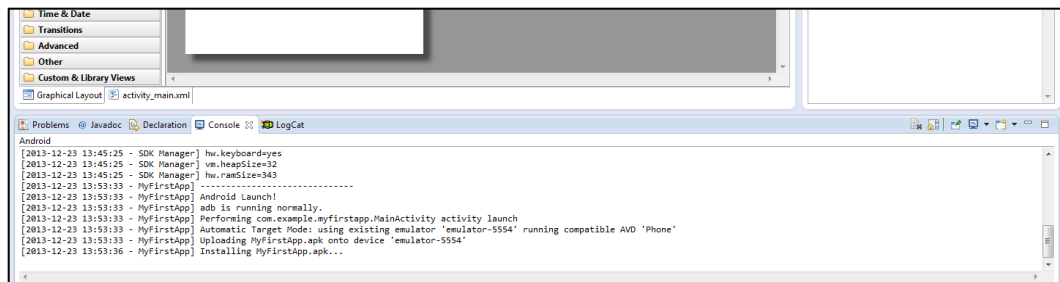 Time & Date
Transitions
Advanced
Other
Custom & Library Views
Graphical Layout activity_main.xml
Problems @ Javadoc Declaration Console LogCat
Android
[2013-12-23 13:45:25 - SDK Manager] hw.keyboard=yes
[2013-12-23 13:45:25 - SDK Manager] vm.heapSize=32
[2013-12-23 13:45:25 - SDK Manager] hw.ramSize=343
[2013-12-23 13:53:33 - MyFirstApp] ------------------------------
[2013-12-23 13:53:33 - MyFirstApp] Android Launch!
[2013-12-23 13:53:33 - MyFirstApp] adb is running normally.
[2013-12-23 13:53:33 - MyFirstApp] Performing com.example.myfirstapp.MainActivity activity launch
[2013-12-23 13:53:33 - MyFirstApp] Automatic Target Mode: using existing emulator 'emulator-5554' running compatible AVD 'Phone'
[2013-12-23 13:53:33 - MyFirstApp] Uploading MyFirstApp.apk onto device 'emulator-5554'
[2013-12-23 13:53:36 - MyFirstApp] Installing MyFirstApp.apk...